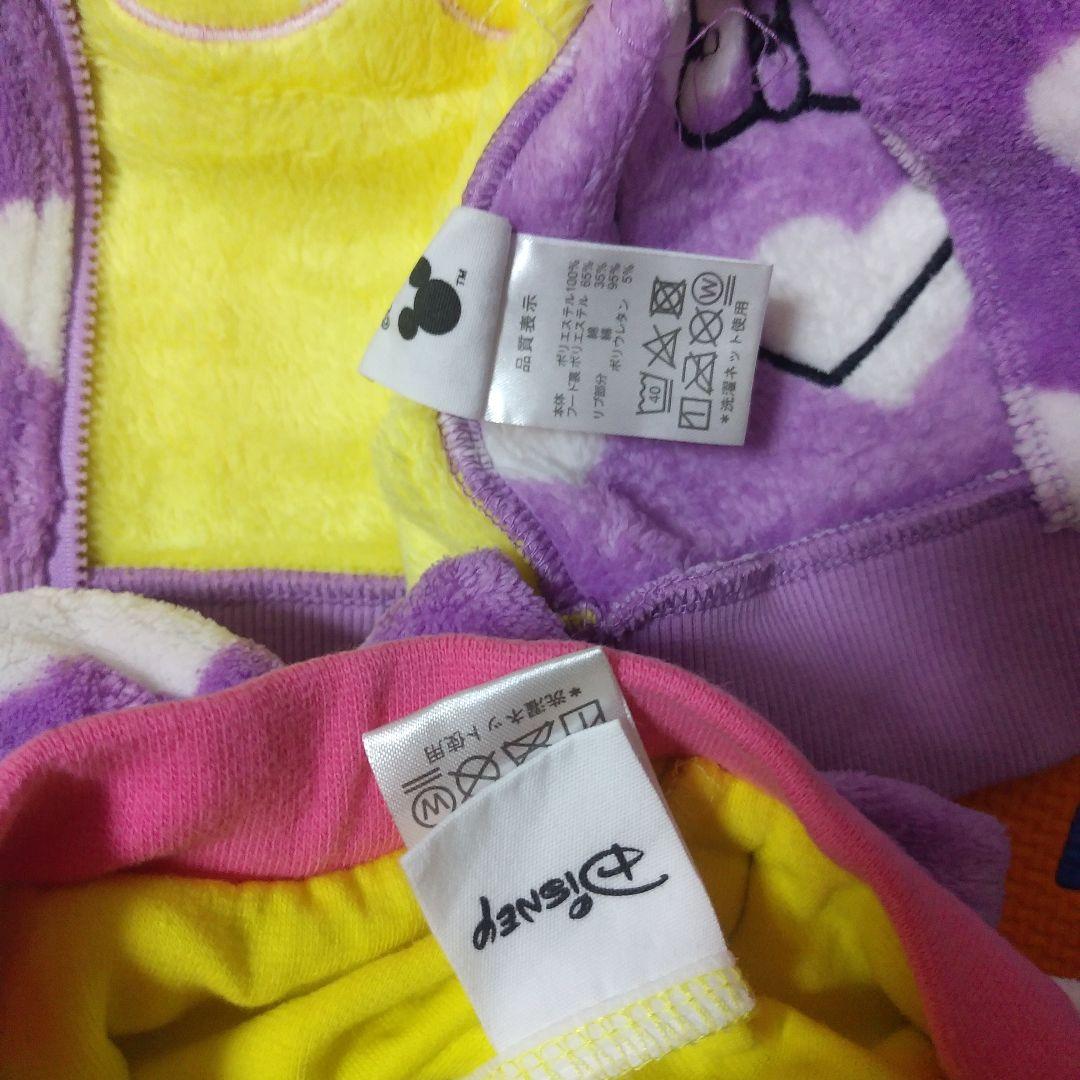 TM
©
品質表示
本体 ポリエステル100%
フード裏 ポリエステル 65%
綿 35%
リブ部分 綿 95%
ポリウレタン 5%
40
W
*洗濯ネット使用
*洗濯ネット使用
W
Disney